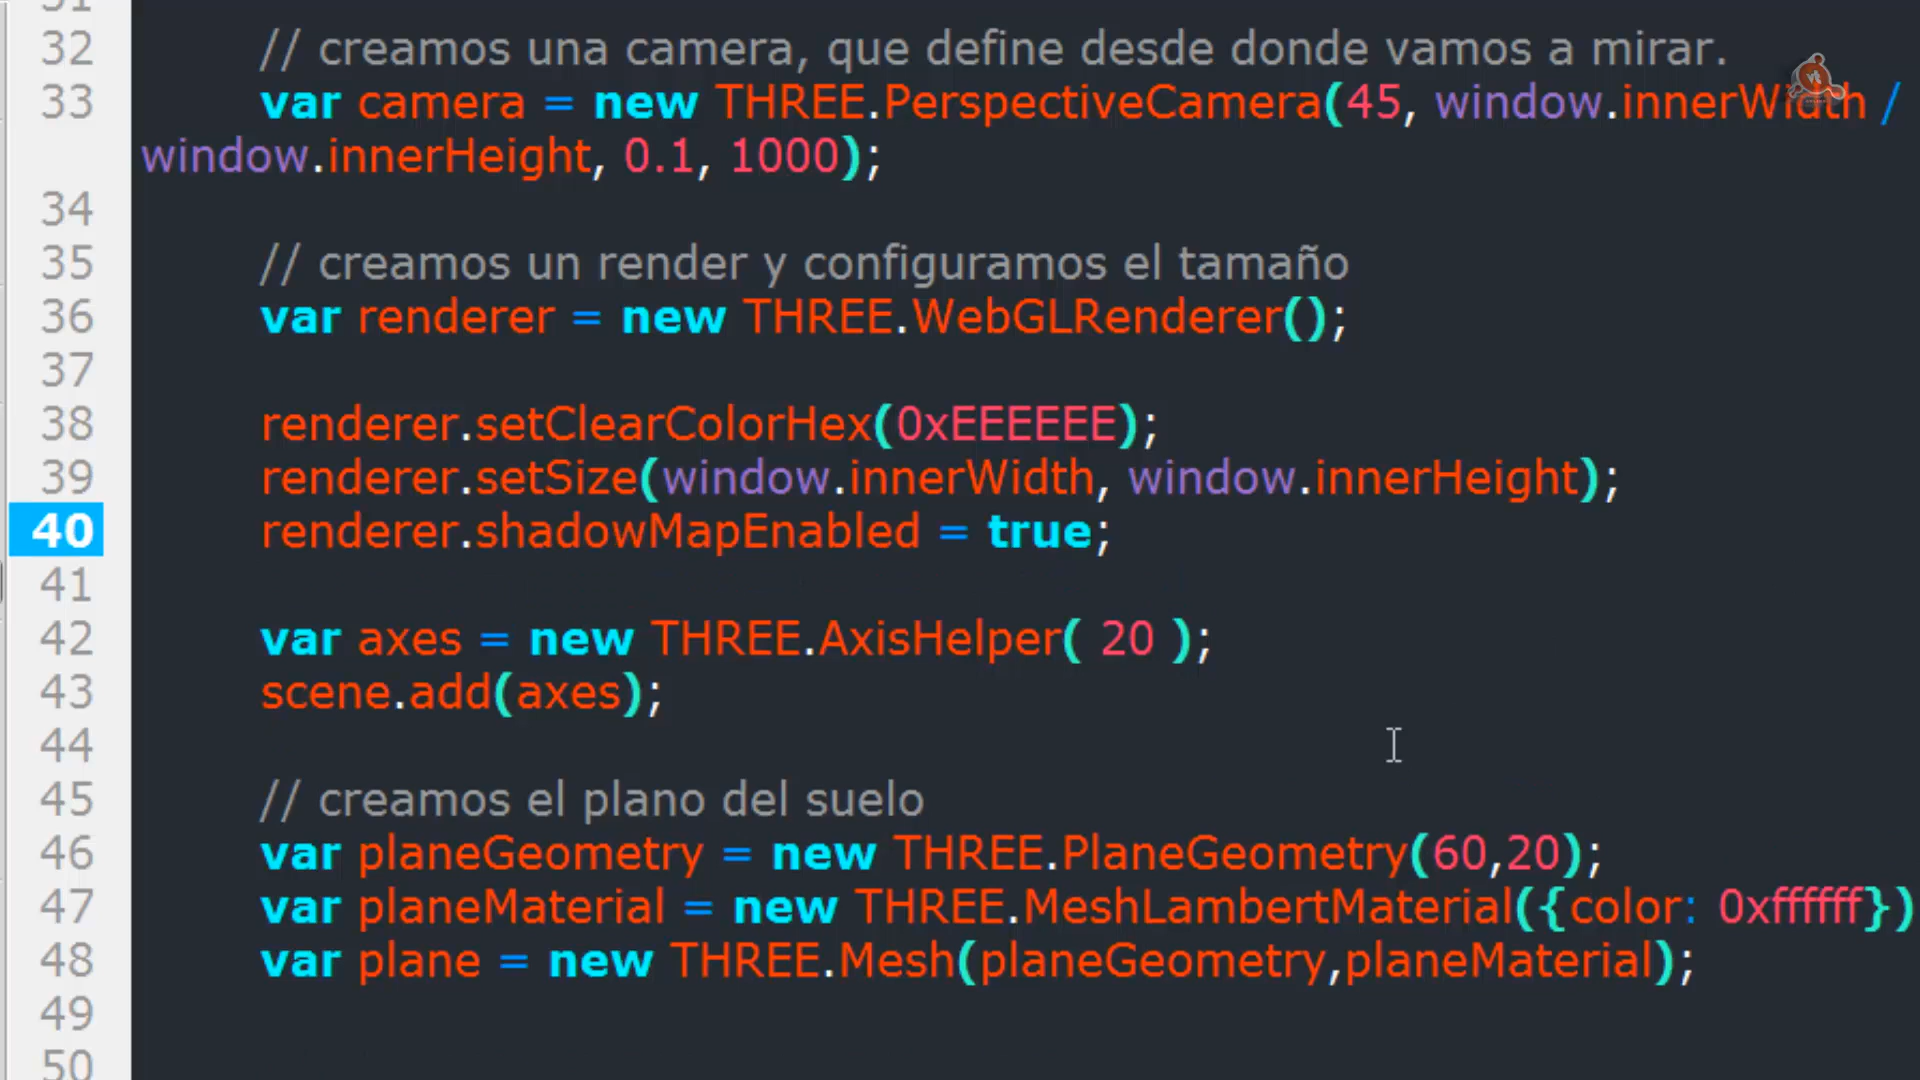 32 // creamos una camera, que define desde donde vamos a mirar.
33 var camera = new THREE.PerspectiveCamera(45, window.innerWidth /
window.innerHeight, 0.1, 1000);
34
35 // creamos un render y configuramos el tamaño
36 var renderer = new THREE.WebGLRenderer();
37
38 renderer.setClearColorHex(0xEEEEEE);
39 renderer.setSize(window.innerWidth, window.innerHeight);
40 renderer.shadowMapEnabled = true;
41
42 var axes = new THREE.AxisHelper( 20 );
43 scene.add(axes);
44
45 // creamos el plano del suelo
46 var planeGeometry = new THREE.PlaneGeometry(60,20);
47 var planeMaterial = new THREE.MeshLambertMaterial({color: 0xffffff})
48 var plane = new THREE.Mesh(planeGeometry,planeMaterial);
49
50